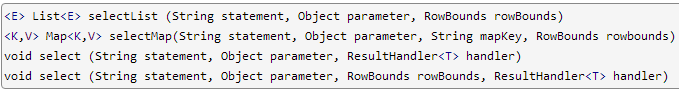 <E> List<E> selectList (String statement, Object parameter, RowBounds rowBounds)
<K,V> Map<K,V> selectMap(String statement, Object parameter, String mapKey, RowBounds rowbounds)
void select (String statement, Object parameter, ResultHandler<T> handler)
void select (String statement, Object parameter, RowBounds rowBounds, ResultHandler<T> handler)